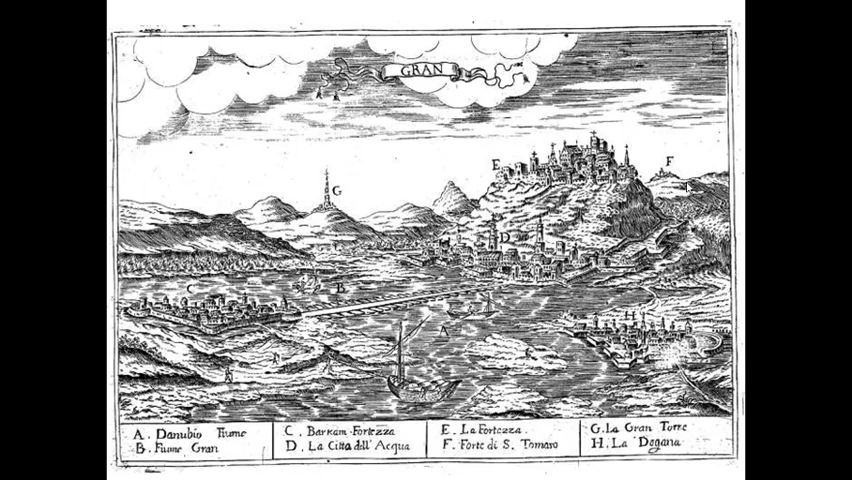 GRAN
E
F
G
D
C
B
A
A. Danubio Fiume
B. Fiume Gran
C. Barkam Fortezza
D. La Citta dell' Acqua
E. La Fortezza.
F. Forte di S. Tomaso
G. La Gran Torre
H. La Dogana